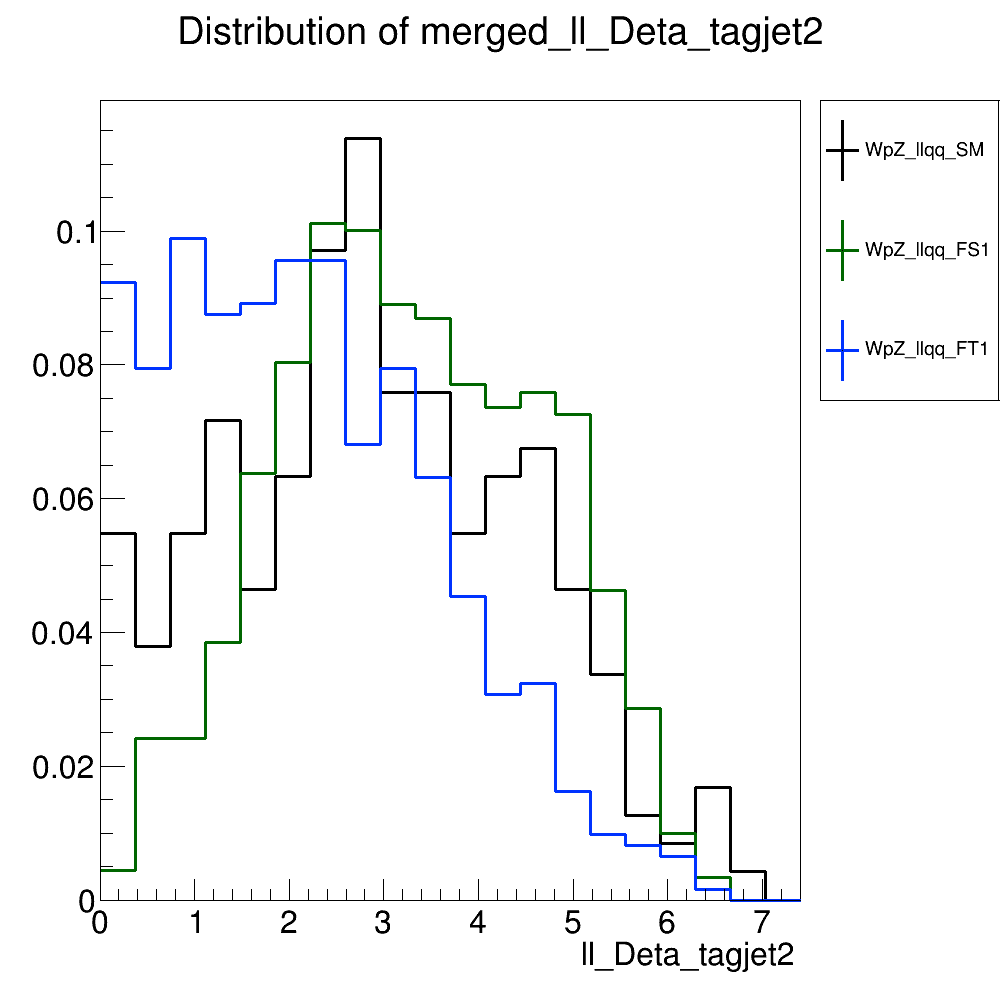 Distribution of merged_ll_Deta_tagjet2
WpZ_llqq_SM
WpZ_llqq_FS1
WpZ_llqq_FT1
0.1
0.08
0.06
0.04
0.02
0
0 1 2 3 4 5 6 7
ll_Deta_tagjet2